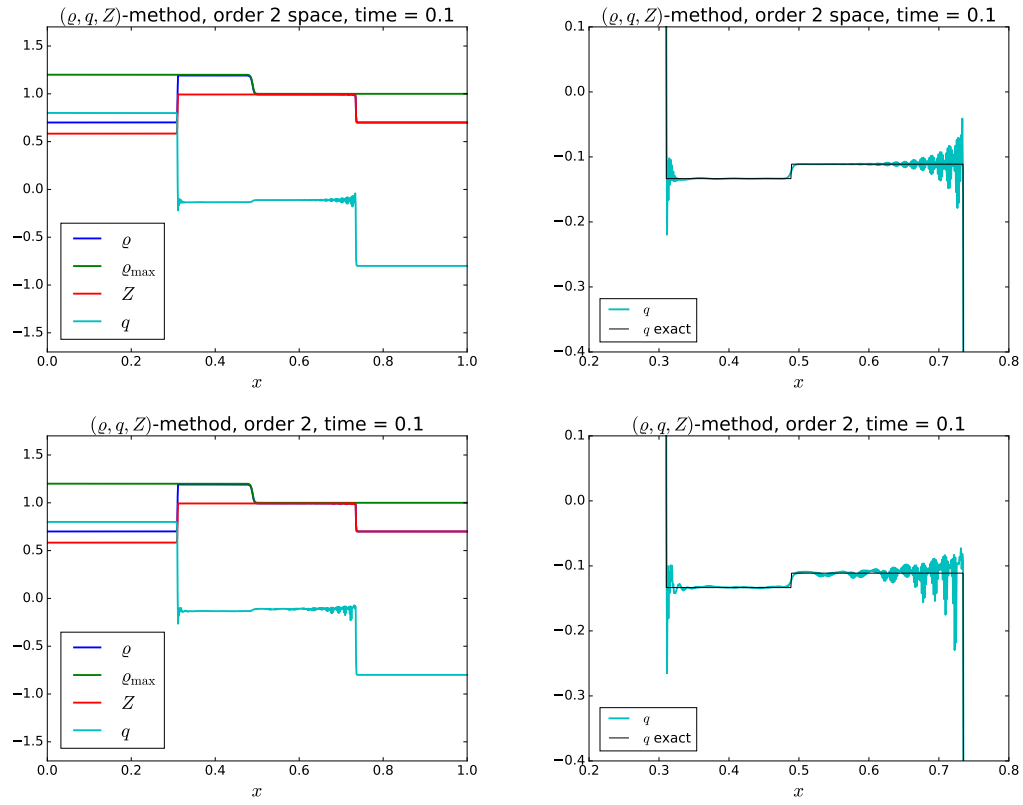 (ϱ, q, Z)-method, order 2 space, time = 0.1
1.5
1.0
0.5
0.0
−0.5
−1.0
−1.5
ϱ
ϱmax
Z
q
0.0 0.2 0.4 0.6 0.8 1.0
x
(ϱ, q, Z)-method, order 2 space, time = 0.1
0.1
0.0
−0.1
−0.2
−0.3
−0.4
q
q exact
0.2 0.3 0.4 0.5 0.6 0.7 0.8
x
(ϱ, q, Z)-method, order 2, time = 0.1
1.5
1.0
0.5
0.0
−0.5
−1.0
−1.5
ϱ
ϱmax
Z
q
0.0 0.2 0.4 0.6 0.8 1.0
x
(ϱ, q, Z)-method, order 2, time = 0.1
0.1
0.0
−0.1
−0.2
−0.3
−0.4
q
q exact
0.2 0.3 0.4 0.5 0.6 0.7 0.8
x